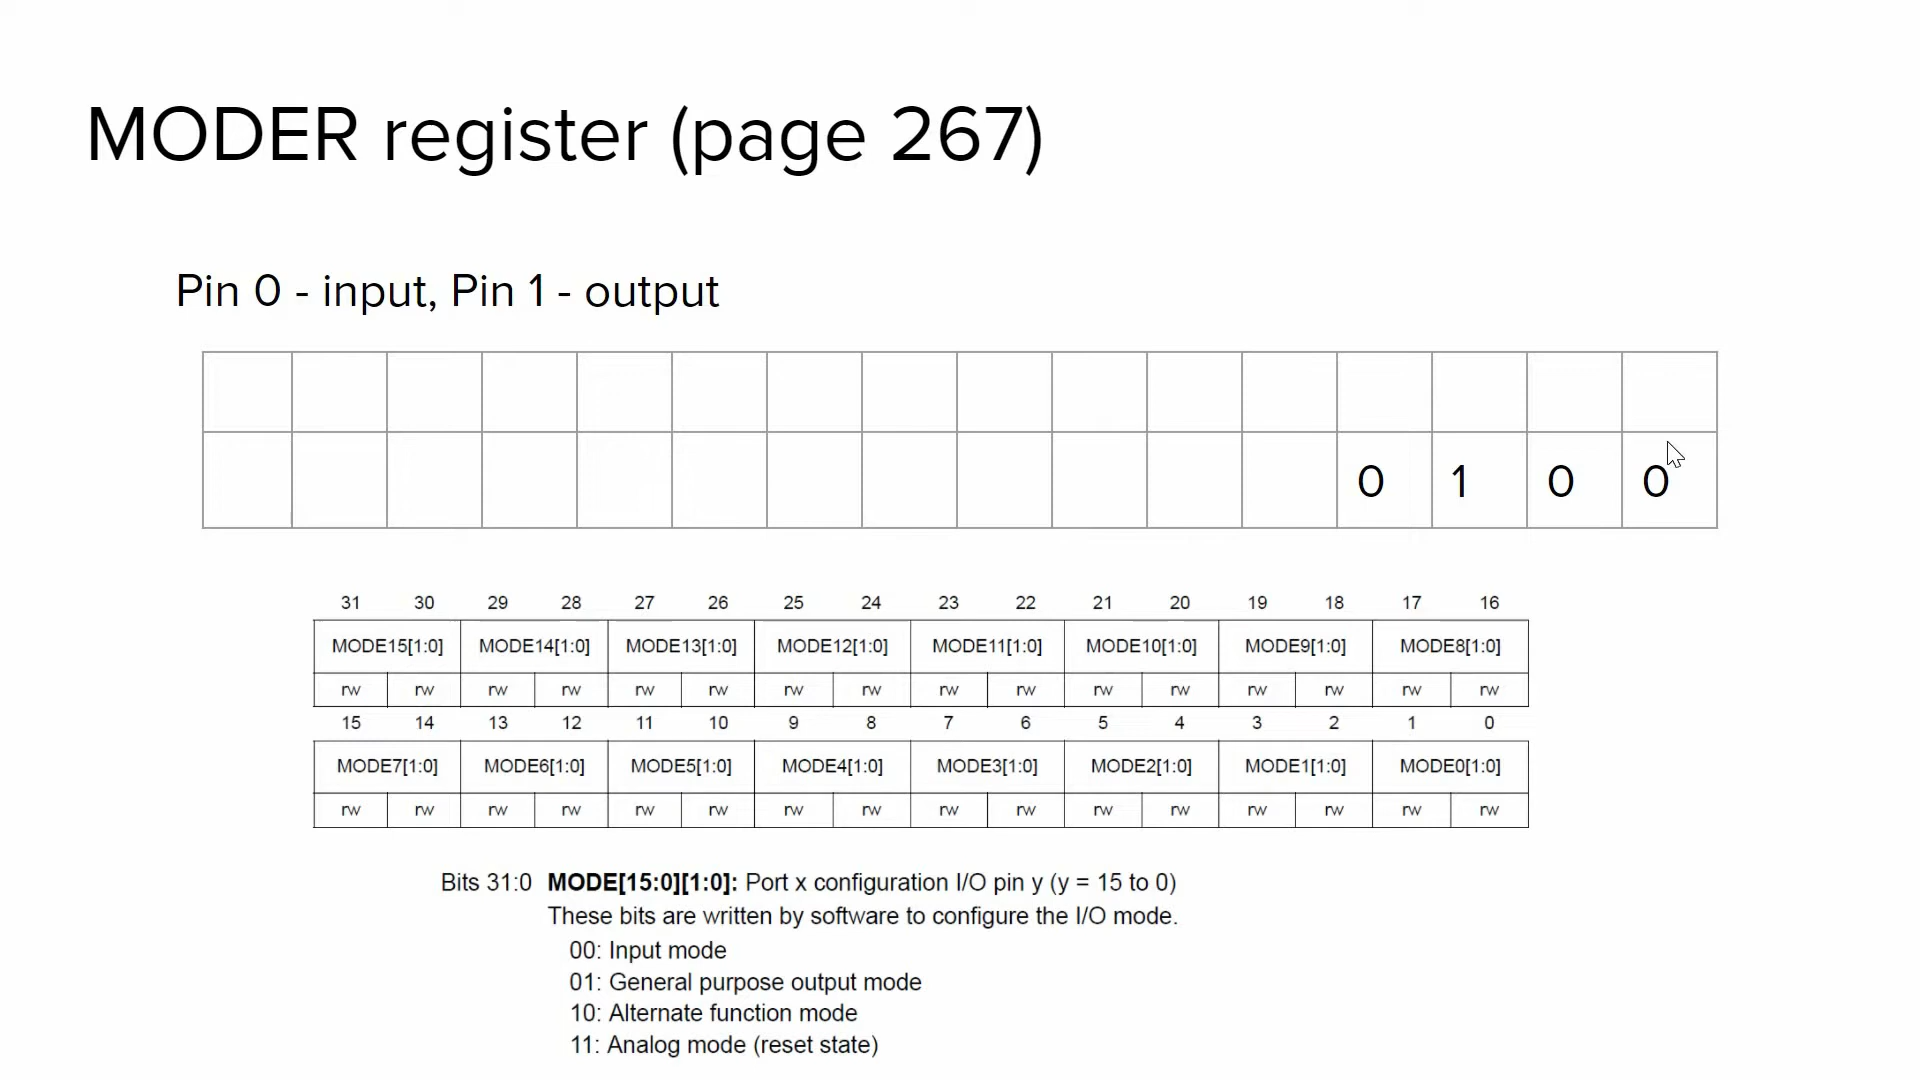 MODER register (page 267)
Pin 0 - input, Pin 1 - output
0 1 0 0
31 30 29 28 27 26 25 24 23 22 21 20 19 18 17 16
MODE15[1:0] MODE14[1:0] MODE13[1:0] MODE12[1:0] MODE11[1:0] MODE10[1:0] MODE9[1:0] MODE8[1:0]
rw rw rw rw rw rw rw rw rw rw rw rw rw rw rw rw
15 14 13 12 11 10 9 8 7 6 5 4 3 2 1 0
MODE7[1:0] MODE6[1:0] MODE5[1:0] MODE4[1:0] MODE3[1:0] MODE2[1:0] MODE1[1:0] MODE0[1:0]
rw rw rw rw rw rw rw rw rw rw rw rw rw rw rw rw
Bits 31:0 MODE[15:0][1:0]: Port x configuration I/O pin y (y = 15 to 0)
These bits are written by software to configure the I/O mode.
00: Input mode
01: General purpose output mode
10: Alternate function mode
11: Analog mode (reset state)